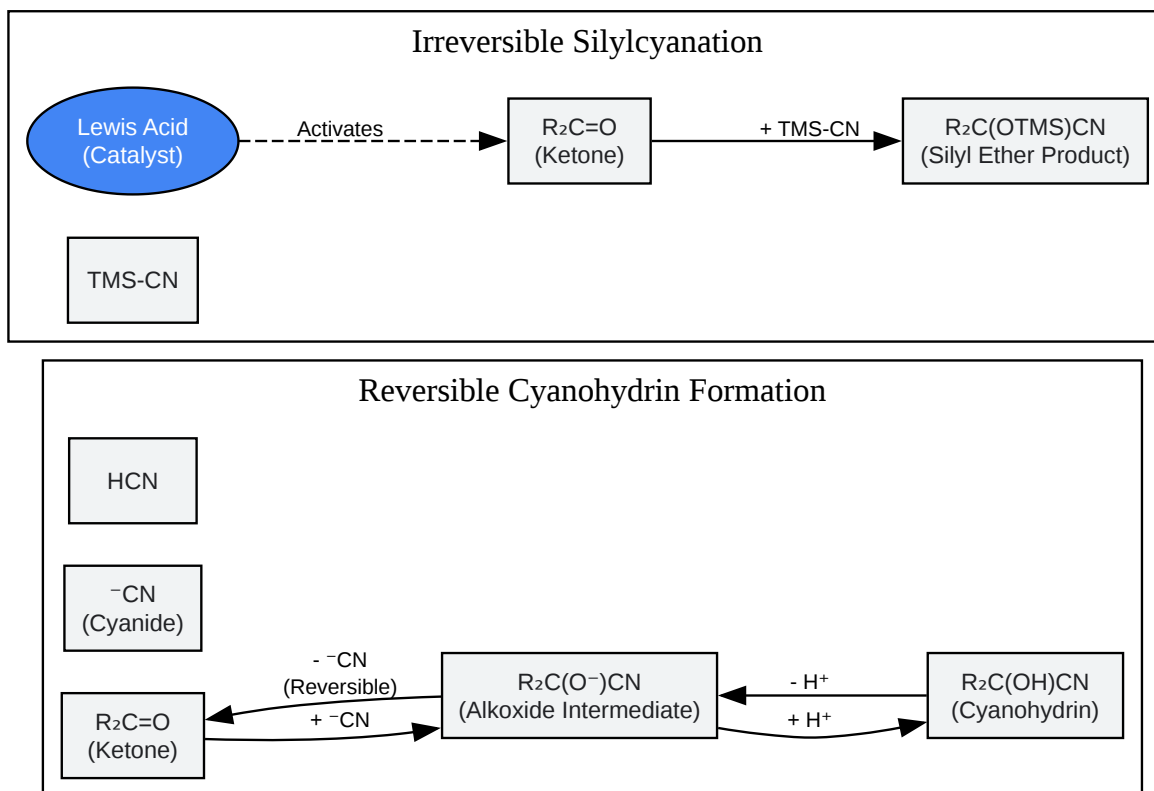 Irreversible Silylcyanation
Lewis Acid
(Catalyst)
Activates
R₂C=O
(Ketone)
+ TMS-CN
R₂C(OTMS)CN
(Silyl Ether Product)
TMS-CN
Reversible Cyanohydrin Formation
HCN
⁻CN
(Cyanide)
- ⁻CN
(Reversible)
R₂C=O
(Ketone)
+ ⁻CN
R₂C(O⁻)CN
(Alkoxide Intermediate)
- H⁺
+ H⁺
R₂C(OH)CN
(Cyanohydrin)